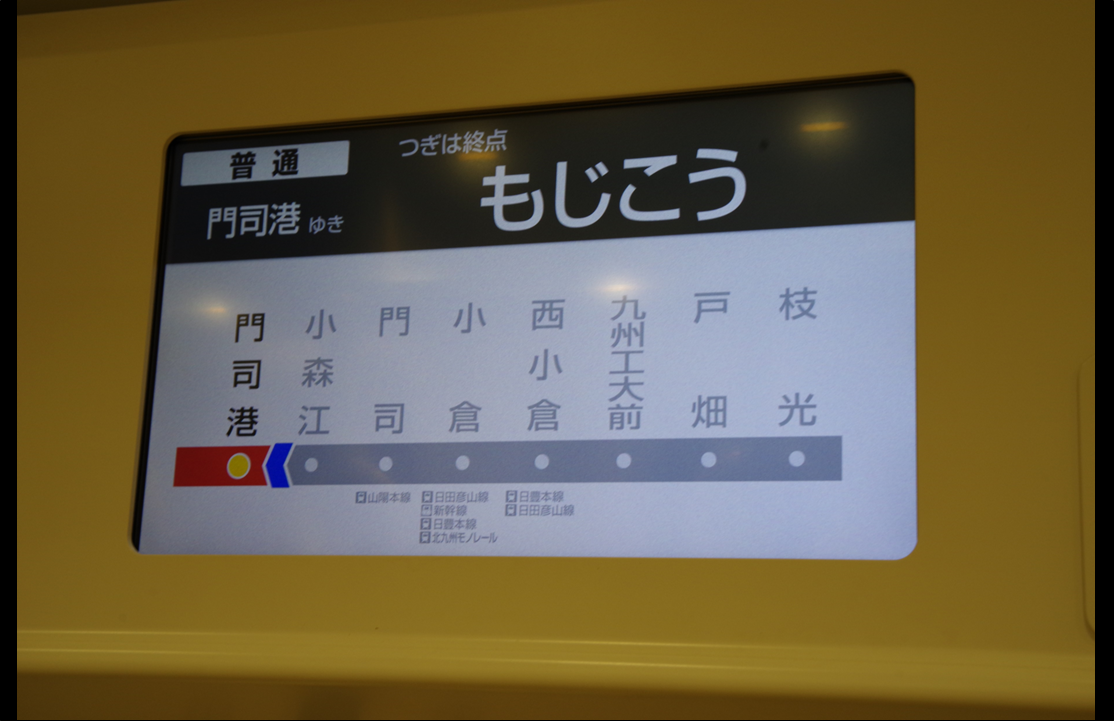 普通
つぎは終点
もじこう
門司港 ゆき
門司港
小森江
門司
小倉
西小倉
九州工大前
戸畑
枝光
山陽本線
日田彦山線
新幹線
日豊本線
北九州モノレール
日豊本線
日田彦山線